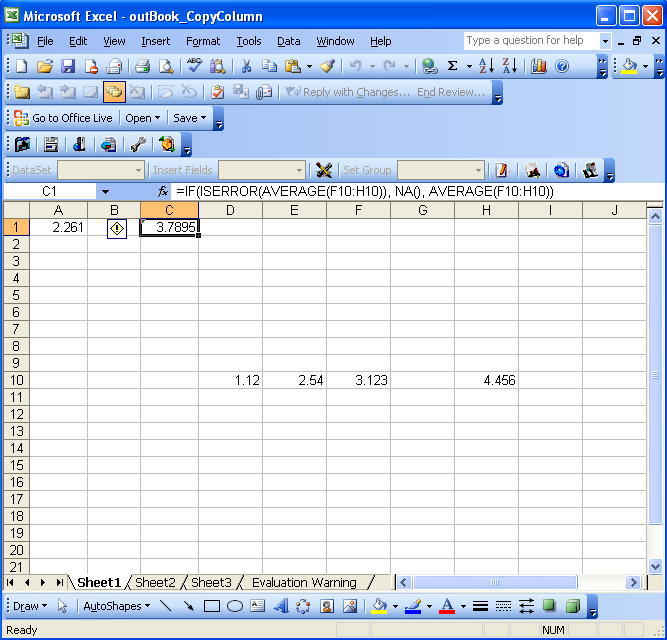 Microsoft Excel - outBook_CopyColumn
File Edit View Insert Format Tools Data Window Help Type a question for help
Reply with Changes... End Review...
Go to Office Live Open Save
DataSet Insert Fields Set Group
C1 fx =IF(ISERROR(AVERAGE(F10:H10)), NA(), AVERAGE(F10:H10))
A B C D E F G H I J
1 2.261 3.7895
2
3
4
5
6
7
8
9
10 1.12 2.54 3.123 4.456
11
12
13
14
15
16
17
18
19
20
21
Sheet1 Sheet2 Sheet3 Evaluation Warning
Draw AutoShapes
Ready NUM